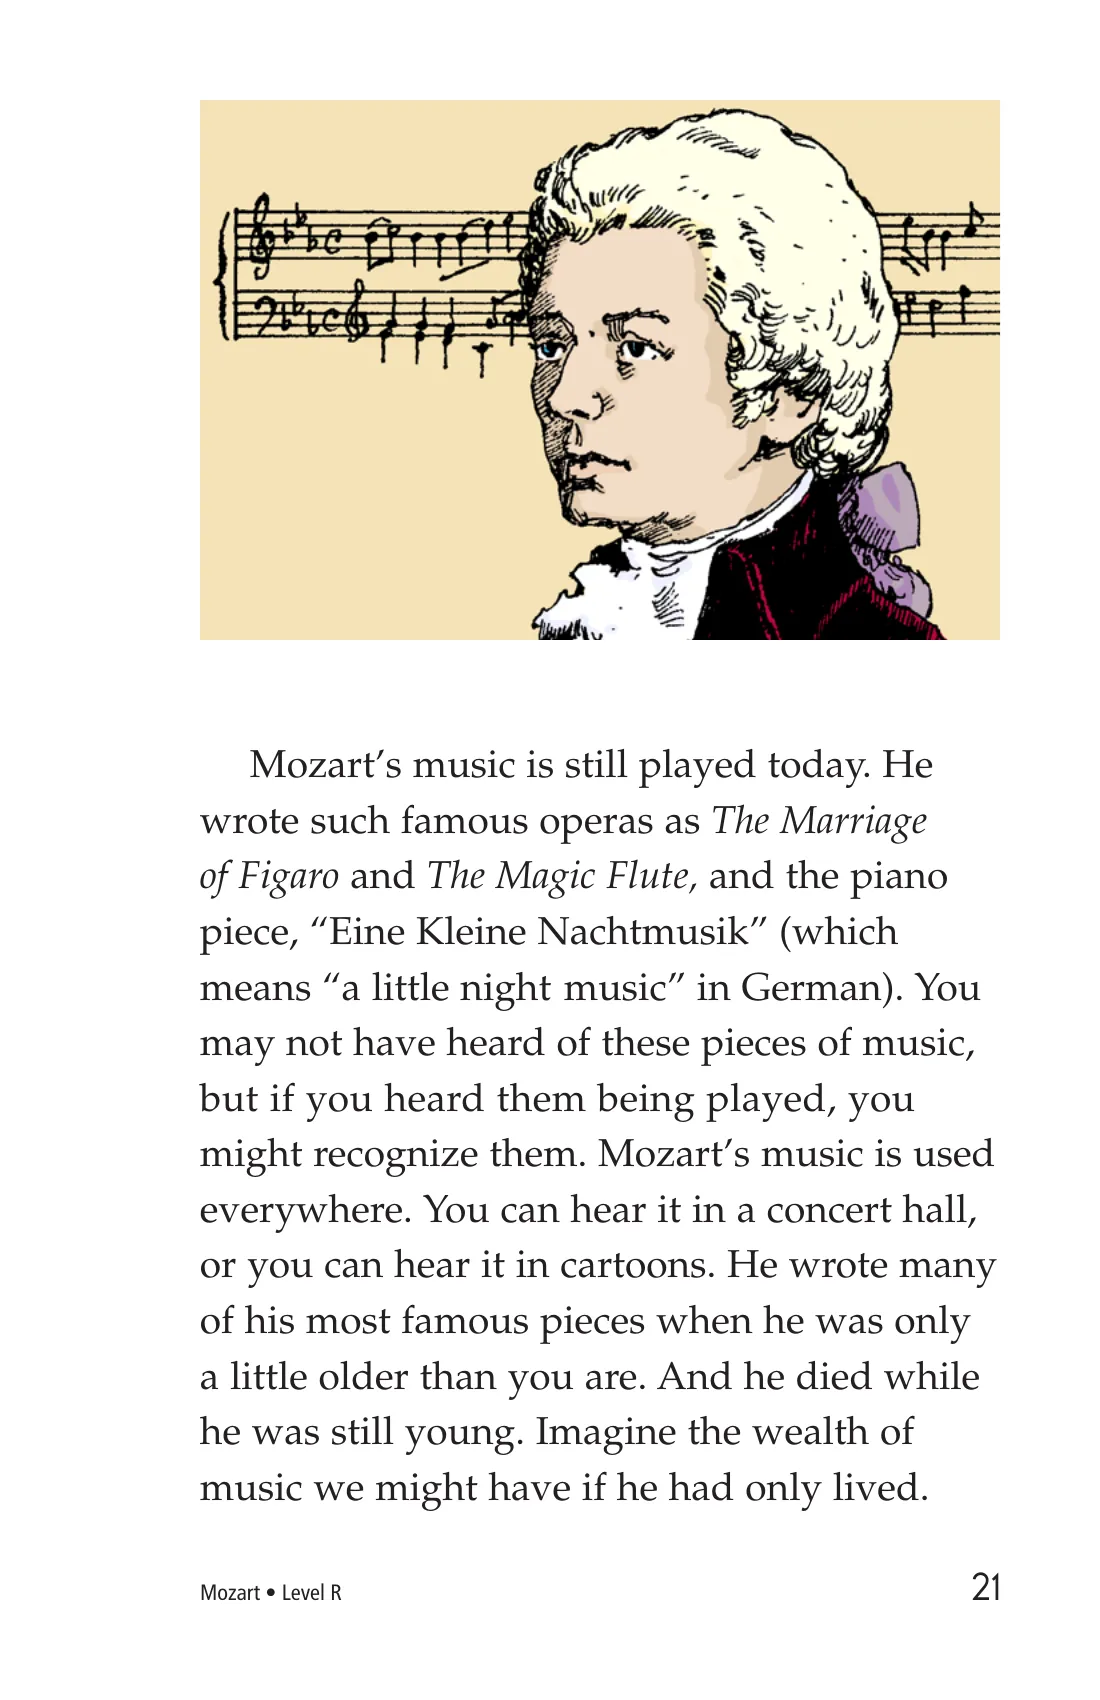 Mozart’s music is still played today. He
wrote such famous operas as The Marriage
of Figaro and The Magic Flute, and the piano
piece, “Eine Kleine Nachtmusik” (which
means “a little night music” in German). You
may not have heard of these pieces of music,
but if you heard them being played, you
might recognize them. Mozart’s music is used
everywhere. You can hear it in a concert hall,
or you can hear it in cartoons. He wrote many
of his most famous pieces when he was only
a little older than you are. And he died while
he was still young. Imagine the wealth of
music we might have if he had only lived.
Mozart • Level R
21